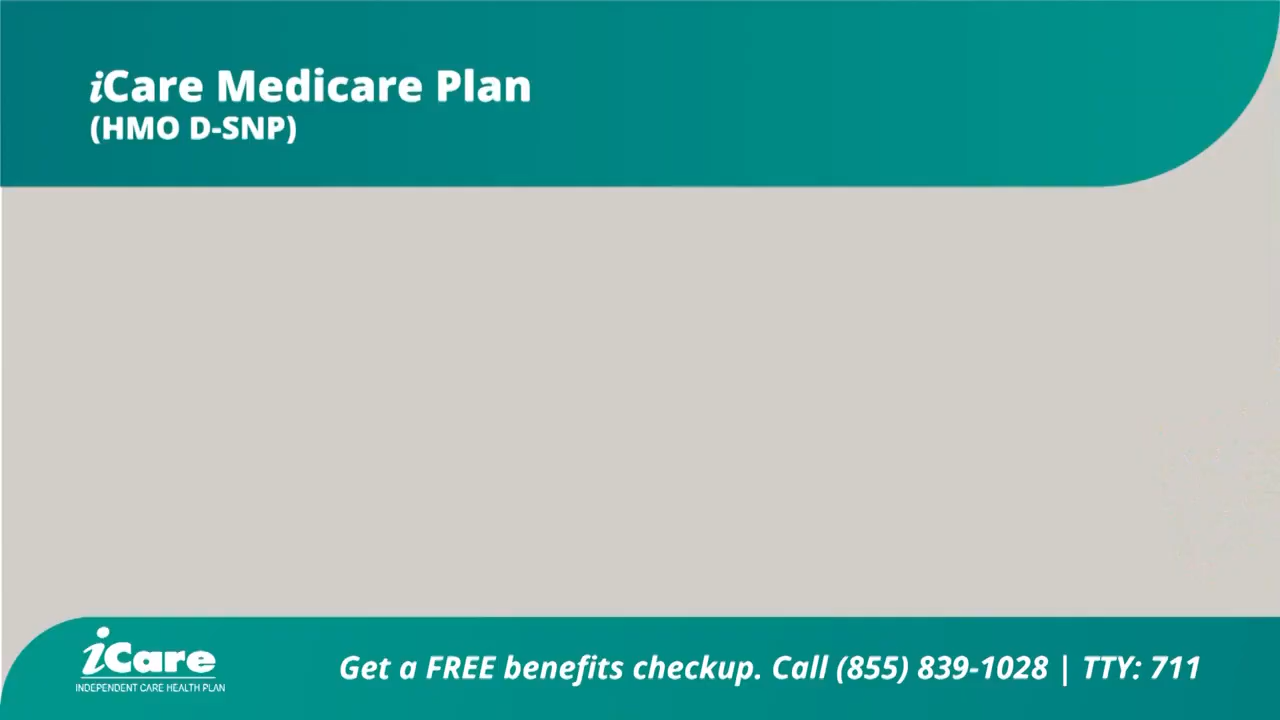 iCare Medicare Plan
(HMO D-SNP)
iCare
INDEPENDENT CARE HEALTH PLAN
Get a FREE benefits checkup. Call (855) 839-1028 | TTY: 711